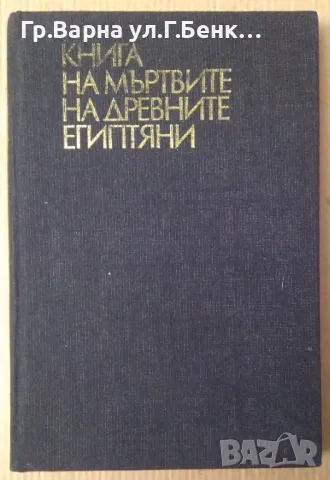 Гр.Варна ул.Г.Бенк...
КНИГА
НА МЪРТВИТЕ
НА ДРЕВНИТЕ
ЕГИПТЯНИ
BAZAR